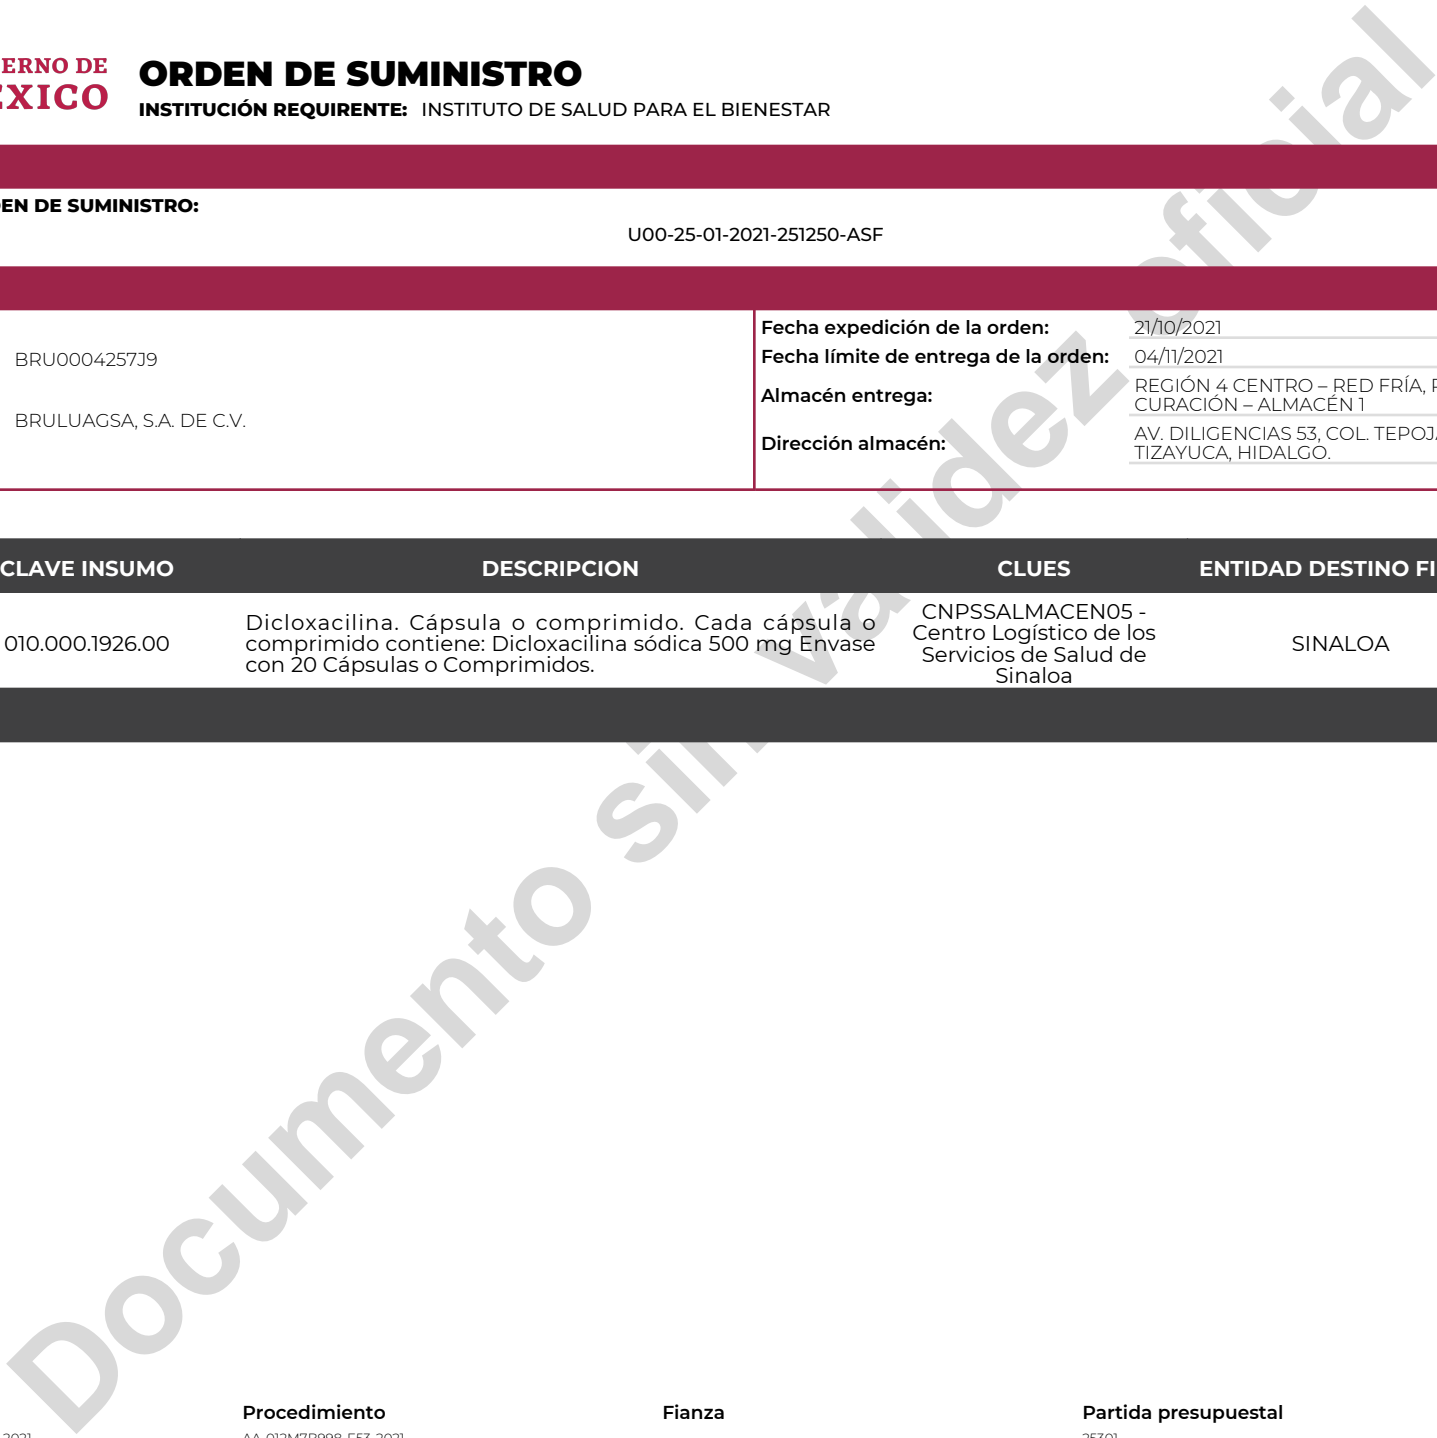 ERNO DE
ORDEN DE SUMINISTRO
INSTITUCIÓN REQUIRENTE: INSTITUTO DE SALUD PARA EL BIENESTAR
EN DE SUMINISTRO:
U00-25-01-2021-251250-ASF
BRU0004257J9
BRULUAGSA, S.A. DE C.V.
Fecha expedición de la orden: 21/10/2021
Fecha límite de entrega de la orden: 04/11/2021
Almacén entrega: REGIÓN 4 CENTRO – RED FRÍA,
CURACIÓN – ALMACÉN 1
Dirección almacén: AV. DILIGENCIAS 53, COL. TEPOJ
TIZAYUCA, HIDALGO.
CLAVE INSUMO DESCRIPCION CLUES ENTIDAD DESTINO FI
010.000.1926.00
Dicloxacilina. Cápsula o comprimido. Cada cápsula o
comprimido contiene: Dicloxacilina sódica 500 mg Envase
con 20 Cápsulas o Comprimidos.
CNPSSALMACEN05 -
Centro Logístico de los
Servicios de Salud de
Sinaloa
SINALOA
Documento sin validez oficial
Procedimiento Fianza Partida presupuestal